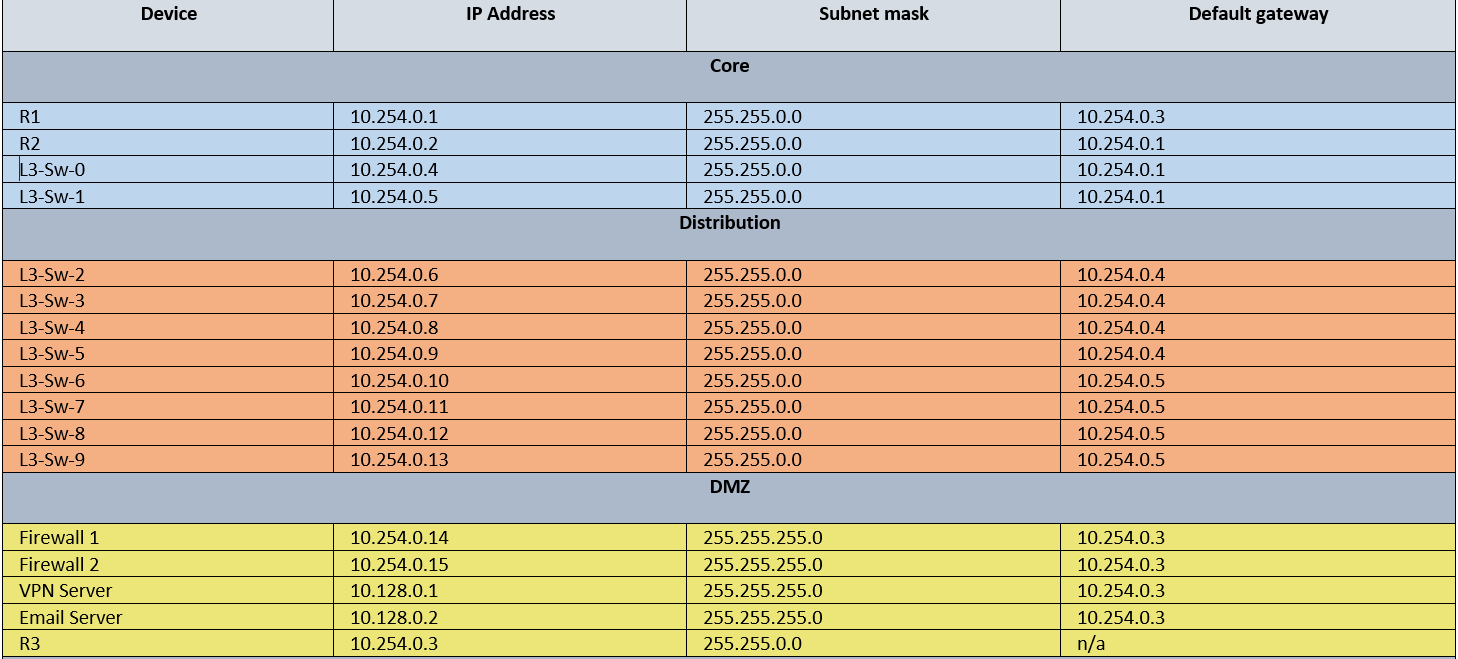 Device IP Address Subnet mask Default gateway
Core
R1 10.254.0.1 255.255.0.0 10.254.0.3
R2 10.254.0.2 255.255.0.0 10.254.0.1
L3-Sw-0 10.254.0.4 255.255.0.0 10.254.0.1
L3-Sw-1 10.254.0.5 255.255.0.0 10.254.0.1
Distribution
L3-Sw-2 10.254.0.6 255.255.0.0 10.254.0.4
L3-Sw-3 10.254.0.7 255.255.0.0 10.254.0.4
L3-Sw-4 10.254.0.8 255.255.0.0 10.254.0.4
L3-Sw-5 10.254.0.9 255.255.0.0 10.254.0.4
L3-Sw-6 10.254.0.10 255.255.0.0 10.254.0.5
L3-Sw-7 10.254.0.11 255.255.0.0 10.254.0.5
L3-Sw-8 10.254.0.12 255.255.0.0 10.254.0.5
L3-Sw-9 10.254.0.13 255.255.0.0 10.254.0.5
DMZ
Firewall 1 10.254.0.14 255.255.255.0 10.254.0.3
Firewall 2 10.254.0.15 255.255.255.0 10.254.0.3
VPN Server 10.128.0.1 255.255.255.0 10.254.0.3
Email Server 10.128.0.2 255.255.255.0 10.254.0.3
R3 10.254.0.3 255.255.0.0 n/a